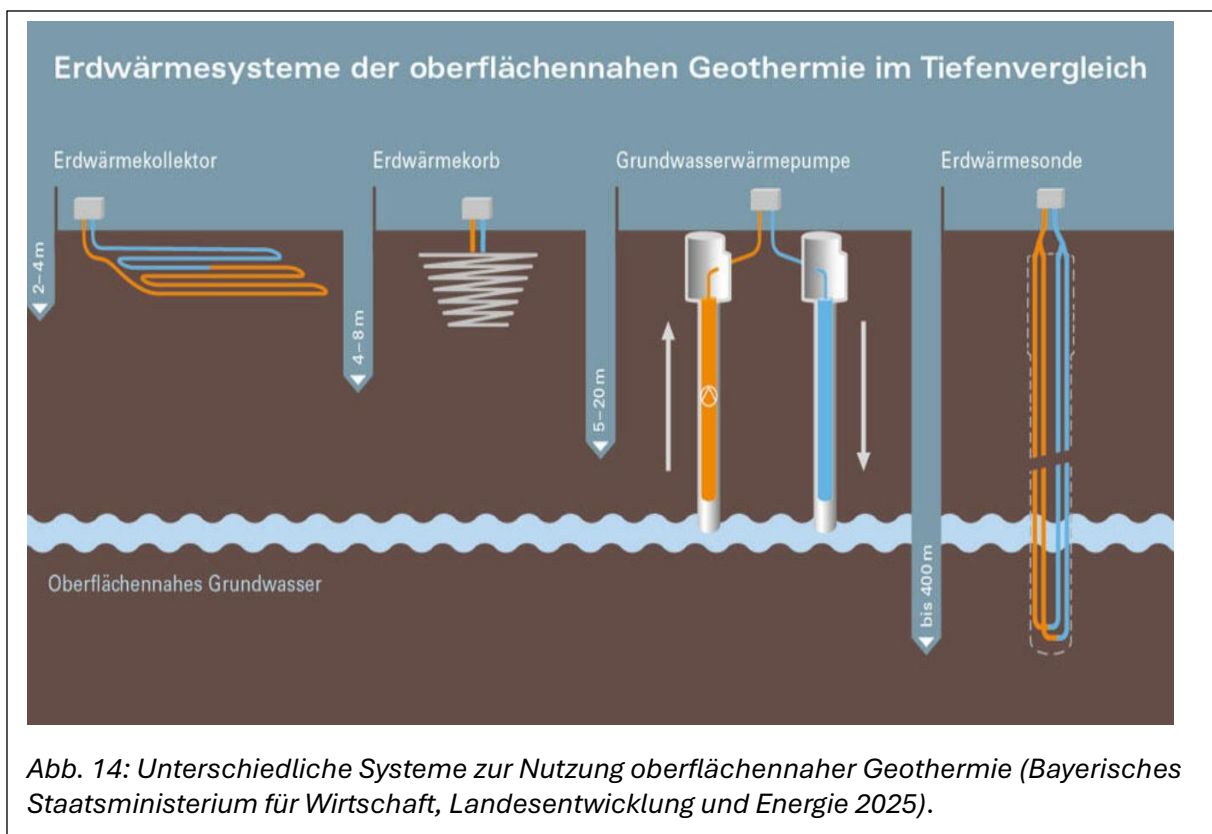 Erdwärmesysteme der oberflächennahen Geothermie im Tiefenvergleich
Erdwärmekollektor
Erdwärmekorb
Grundwasserwärmepumpe
Erdwärmesonde
2–4 m
4–8 m
5–20 m
bis 400 m
Oberflächennahes Grundwasser
Abb. 14: Unterschiedliche Systeme zur Nutzung oberflächennaher Geothermie (Bayerisches
Staatsministerium für Wirtschaft, Landesentwicklung und Energie 2025).